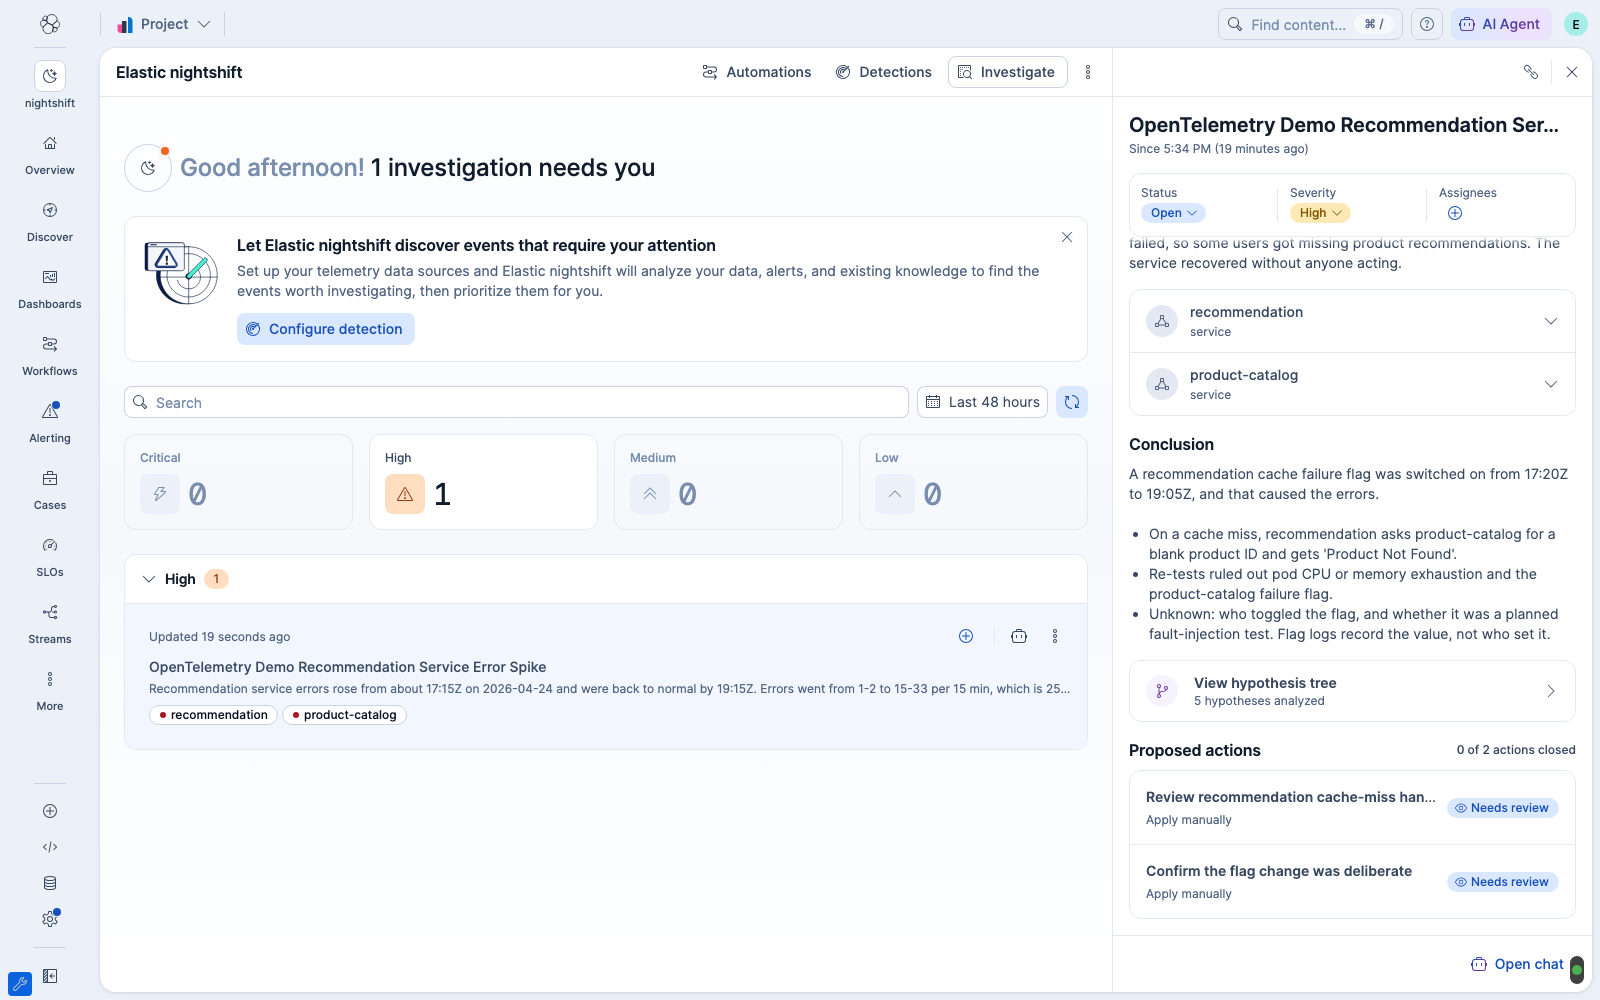 Project
Find content...
⌘ /
AI Agent
E
nightshift
Overview
Discover
Dashboards
Workflows
Alerting
Cases
SLOs
Streams
More
Elastic nightshift
Automations
Detections
Investigate
Good afternoon! 1 investigation needs you
Let Elastic nightshift discover events that require your attention
Set up your telemetry data sources and Elastic nightshift will analyze your data, alerts, and existing knowledge to find the
events worth investigating, then prioritize them for you.
Configure detection
Search
Last 48 hours
Critical
0
High
1
Medium
0
Low
0
High 1
Updated 19 seconds ago
OpenTelemetry Demo Recommendation Service Error Spike
Recommendation service errors rose from about 17:15Z on 2026-04-24 and were back to normal by 19:15Z. Errors went from 1-2 to 15-33 per 15 min, which is 25...
recommendation
product-catalog
OpenTelemetry Demo Recommendation Ser...
Since 5:34 PM (19 minutes ago)
Status
Open
Severity
High
Assignees
failed, so some users got missing product recommendations. The
service recovered without anyone acting.
recommendation
service
product-catalog
service
Conclusion
A recommendation cache failure flag was switched on from 17:20Z
to 19:05Z, and that caused the errors.
• On a cache miss, recommendation asks product-catalog for a
blank product ID and gets 'Product Not Found'.
• Re-tests ruled out pod CPU or memory exhaustion and the
product-catalog failure flag.
• Unknown: who toggled the flag, and whether it was a planned
fault-injection test. Flag logs record the value, not who set it.
View hypothesis tree
5 hypotheses analyzed
Proposed actions
0 of 2 actions closed
Review recommendation cache-miss han...
Apply manually
Needs review
Confirm the flag change was deliberate
Apply manually
Needs review
Open chat